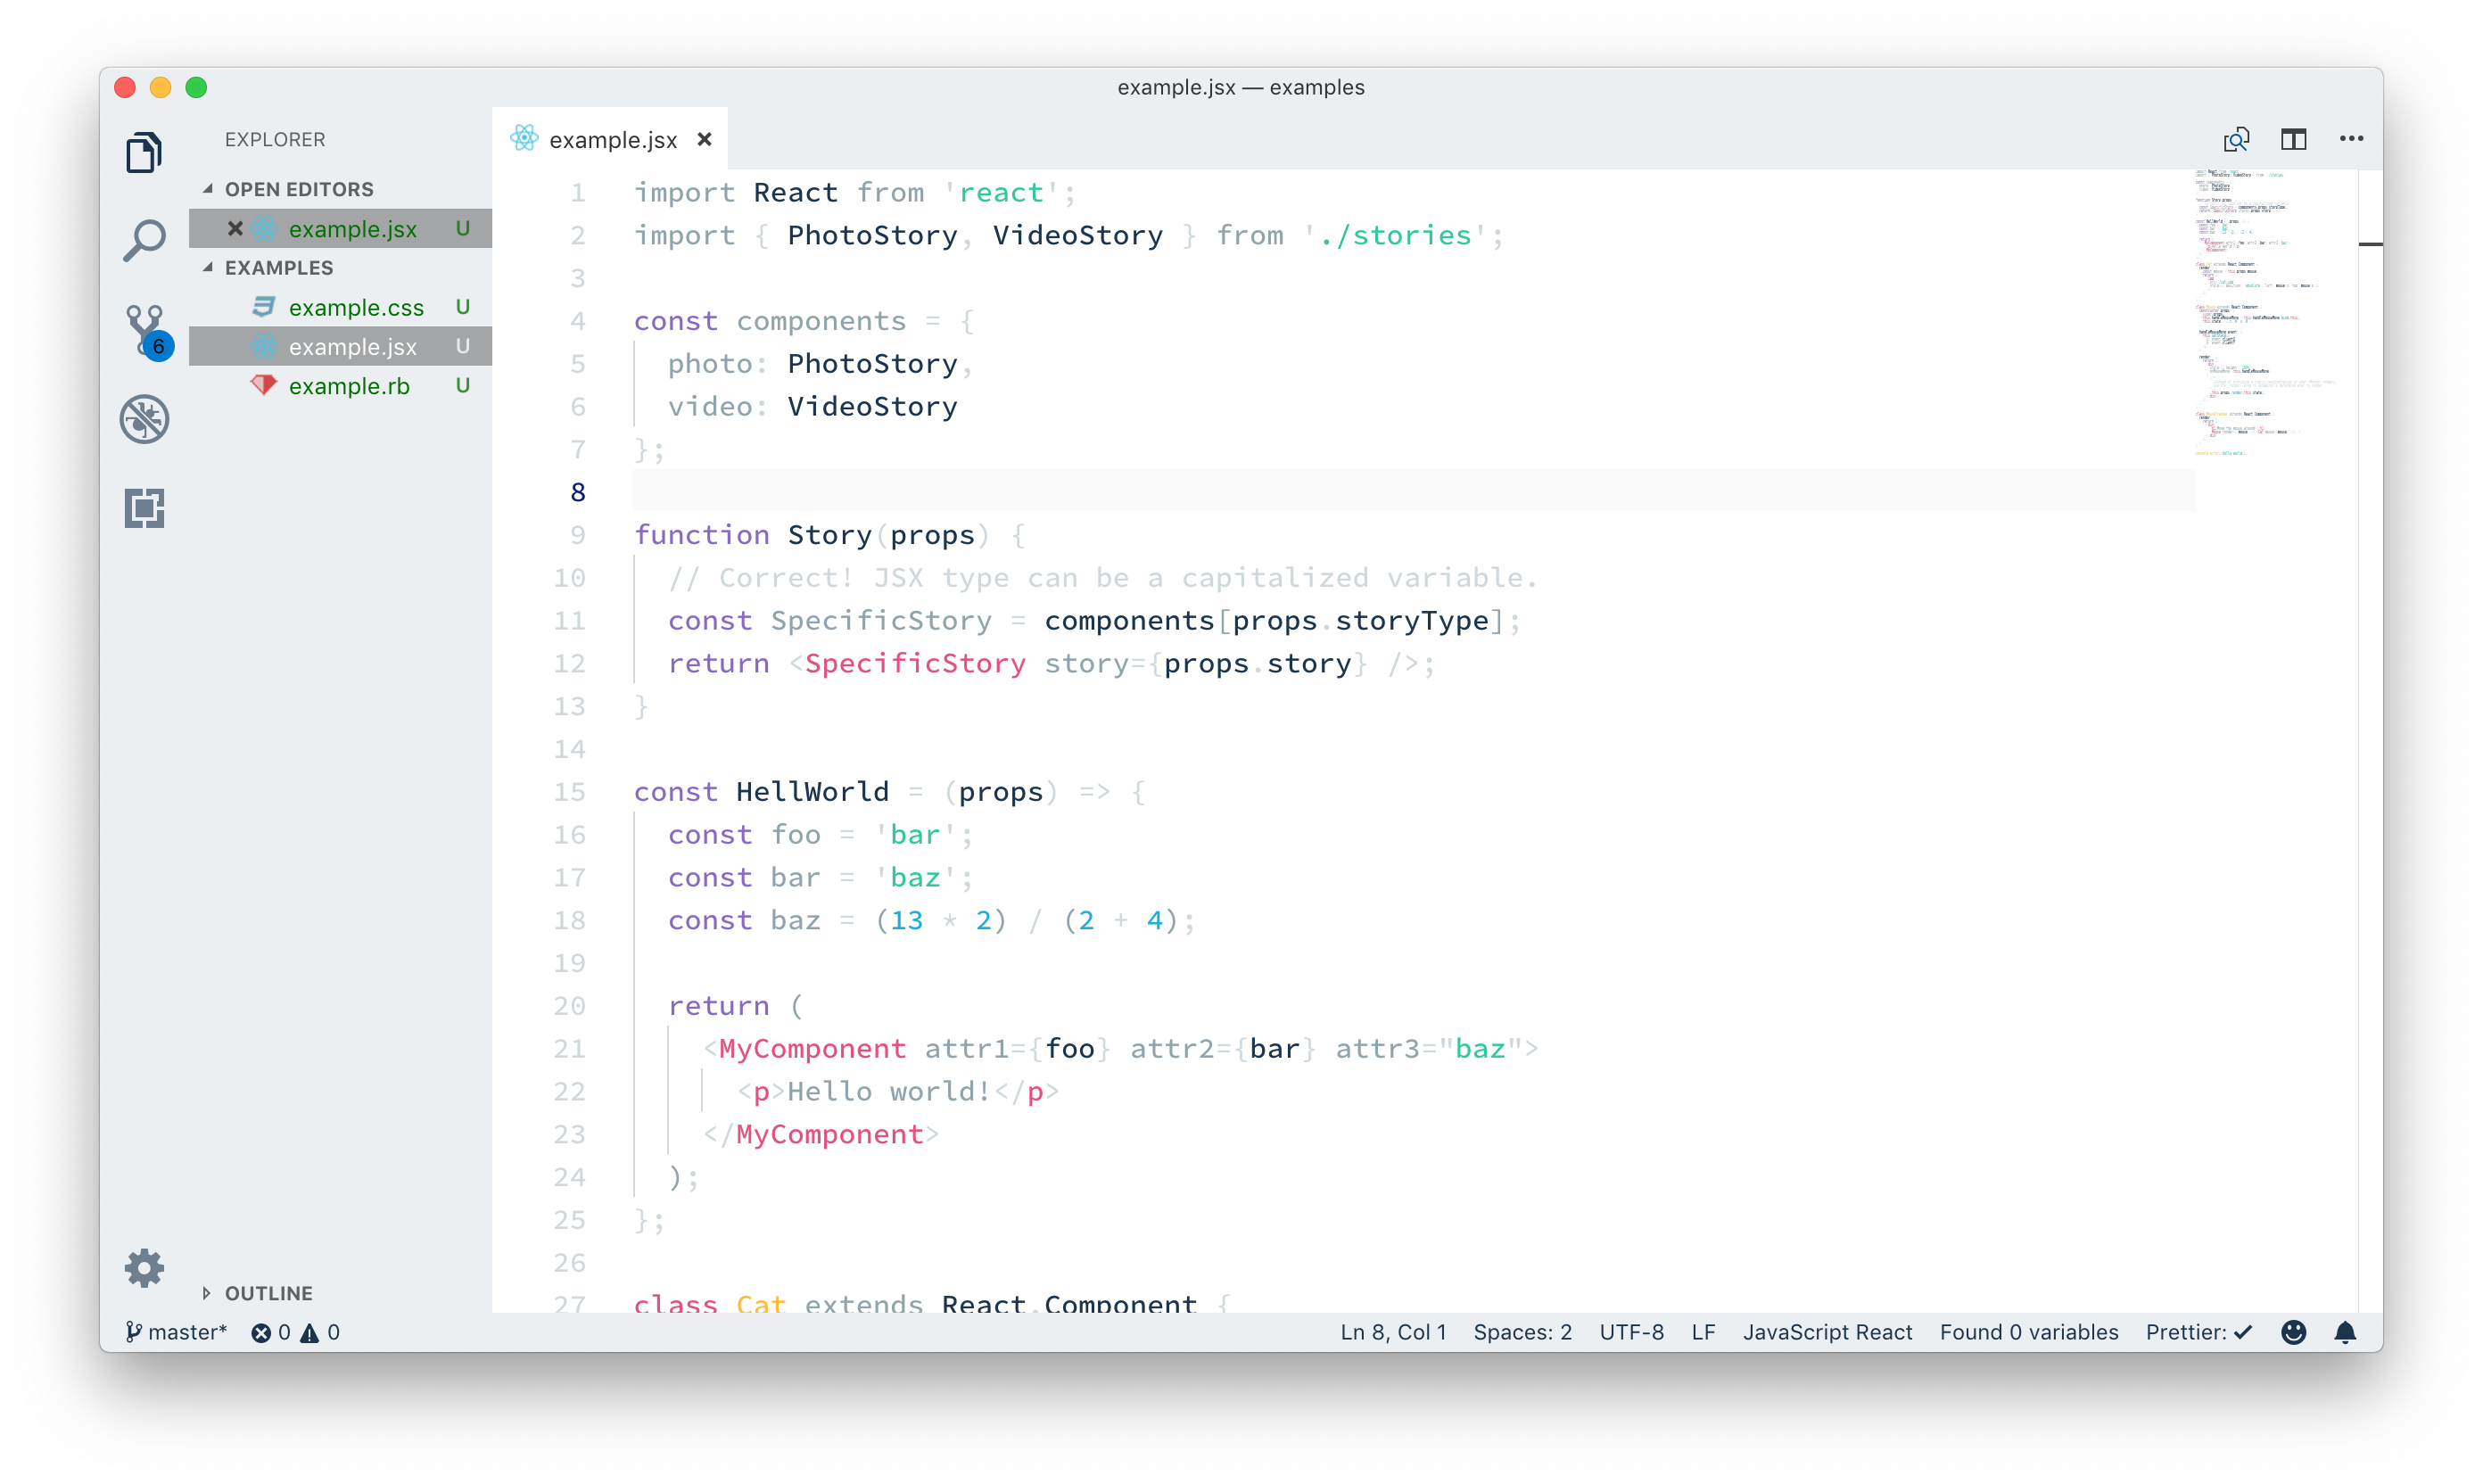 example.jsx — examples
EXPLORER
OPEN EDITORS
example.jsx U
EXAMPLES
example.css U
example.jsx U
example.rb U
6
OUTLINE
example.jsx
1 import React from 'react';
2 import { PhotoStory, VideoStory } from './stories';
3
4 const components = {
5   photo: PhotoStory,
6   video: VideoStory
7 };
8
9 function Story(props) {
10   // Correct! JSX type can be a capitalized variable.
11   const SpecificStory = components[props.storyType];
12   return <SpecificStory story={props.story} />;
13 }
14
15 const HellWorld = (props) => {
16   const foo = 'bar';
17   const bar = 'baz';
18   const baz = (13 * 2) / (2 + 4);
19
20   return (
21     <MyComponent attr1={foo} attr2={bar} attr3="baz">
22       <p>Hello world!</p>
23     </MyComponent>
24   );
25 };
26
27 class Cat extends React.Component {
master* 0 0
Ln 8, Col 1 Spaces: 2 UTF-8 LF JavaScript React Found 0 variables Prettier: ✓